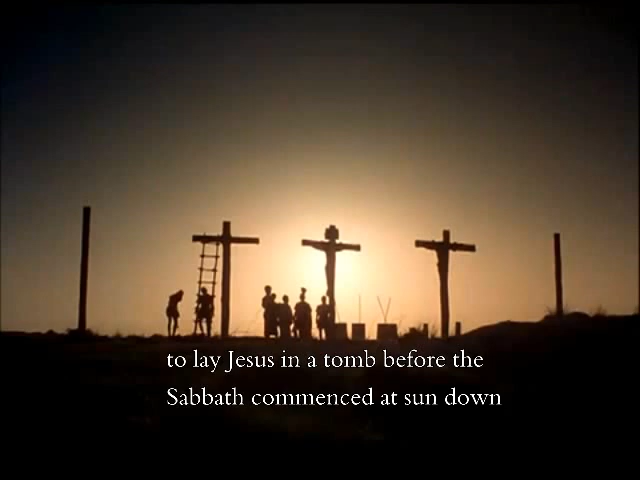 to lay Jesus in a tomb before the
Sabbath commenced at sun down